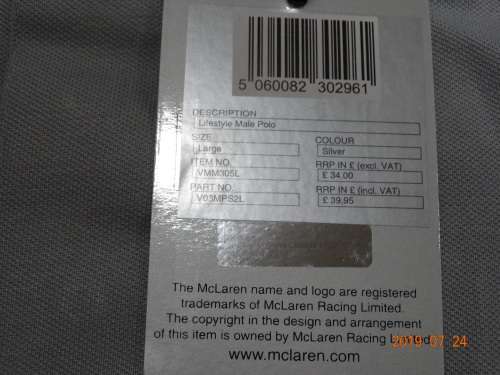 5 060082 302961
DESCRIPTION
Lifestyle Male Polo
SIZE COLOUR
Large Silver
ITEM NO. RRP IN £ (excl. VAT)
VMM305L £ 34.00
PART NO. RRP IN £ (incl. VAT)
V03MPS2L £ 39.95
The McLaren name and logo are registered
trademarks of McLaren Racing Limited.
The copyright in the design and arrangement
of this item is owned by McLaren Racing Limited
www.mclaren.com
2019 07 24